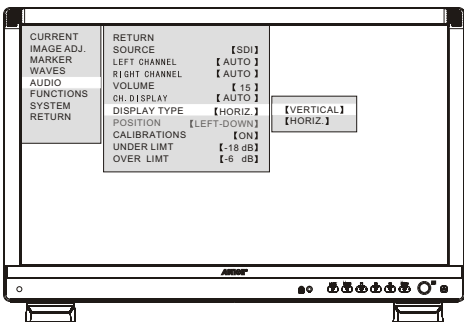 CURRENT
IMAGE ADJ.
MARKER
WAVES
AUDIO
FUNCTIONS
SYSTEM
RETURN
RETURN
SOURCE 【SDI】
LEFT CHANNEL 【 AUTO 】
RIGHT CHANNEL 【 AUTO 】
VOLUME 【 15 】
CH. DISPLAY 【 AUTO 】
DISPLAY TYPE 【HORIZ.】
POSITION 【LEFT-DOWN】
CALIBRATIONS 【ON】
UNDER LIMT 【-18 dB】
OVER LIMT 【-6 dB】
【VERTICAL】
【HORIZ.】